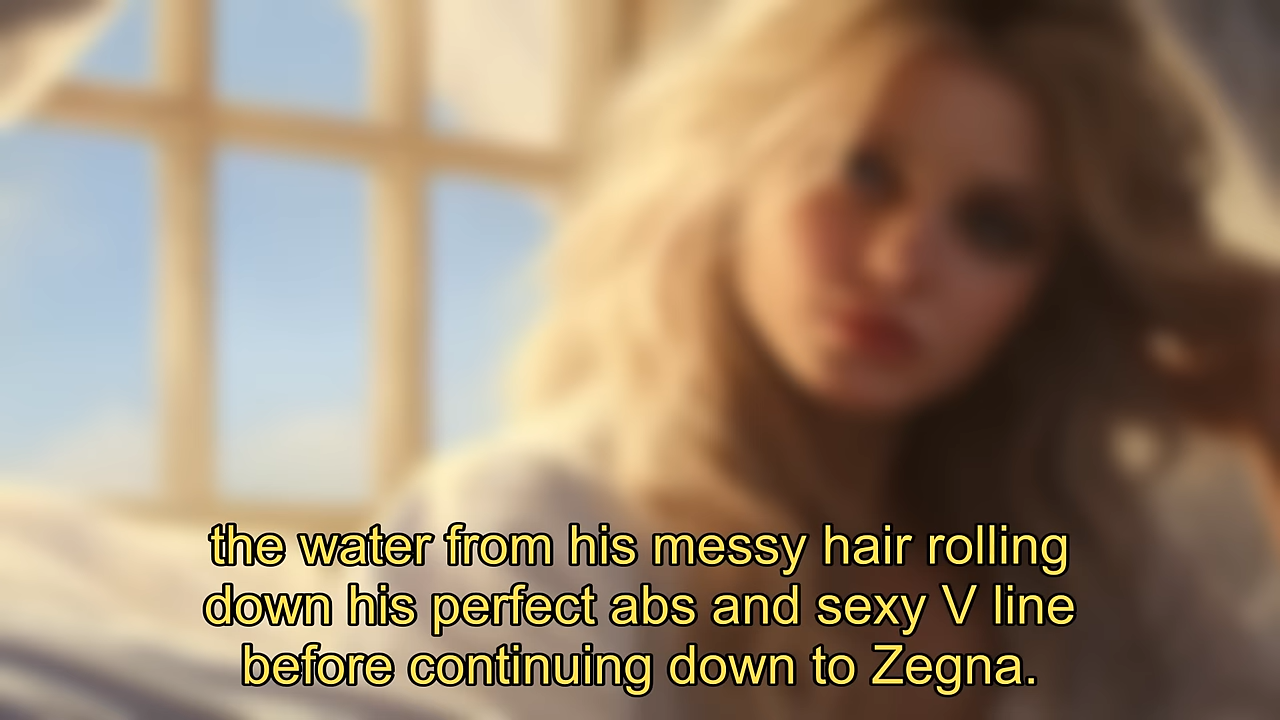 the water from his messy hair rolling
down his perfect abs and sexy V line
before continuing down to Zegna.